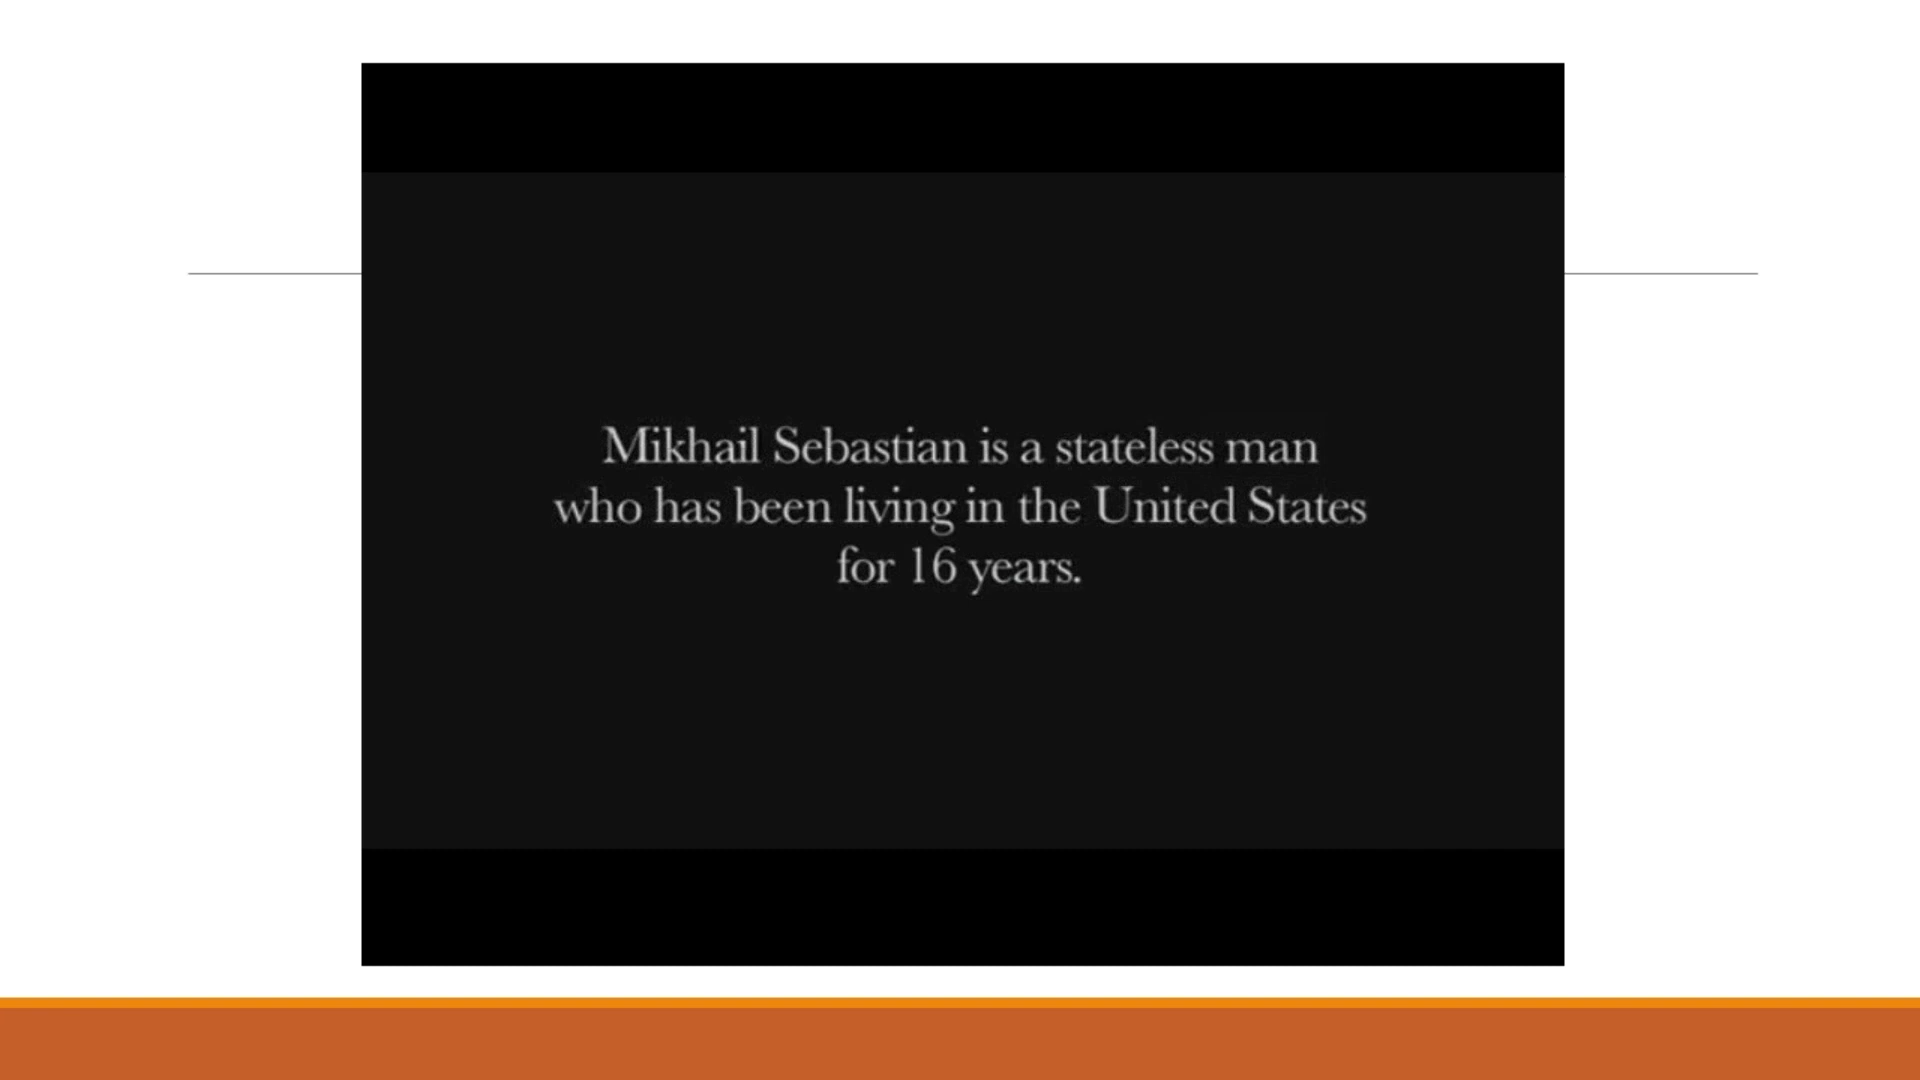 Mikhail Sebastian is a stateless man
who has been living in the United States
for 16 years.